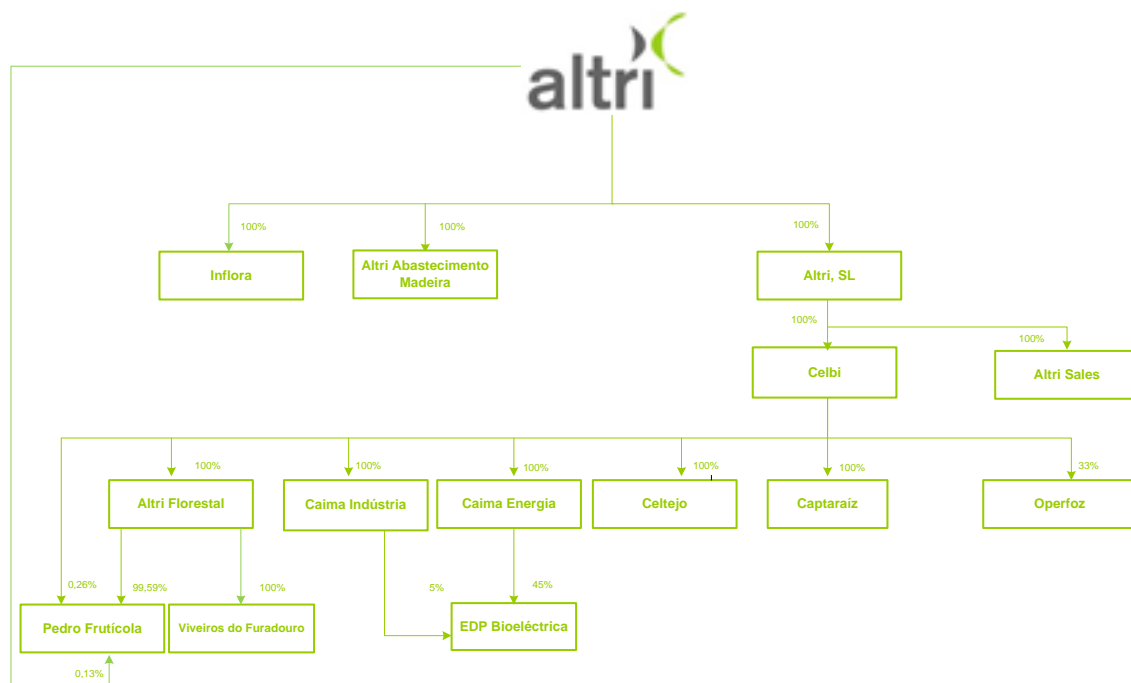 altri
100%
100%
100%
Inflora
Altri Abastecimento
Madeira
Altri, SL
100%
100%
Celbi
Altri Sales
100%
100%
100%
100%
100%
33%
Altri Florestal
Caima Indústria
Caima Energia
Celtejo
Captaraíz
Operfoz
0,26%
99,59%
100%
5%
45%
Pedro Frutícola
Viveiros do Furadouro
EDP Bioeléctrica
0,13%